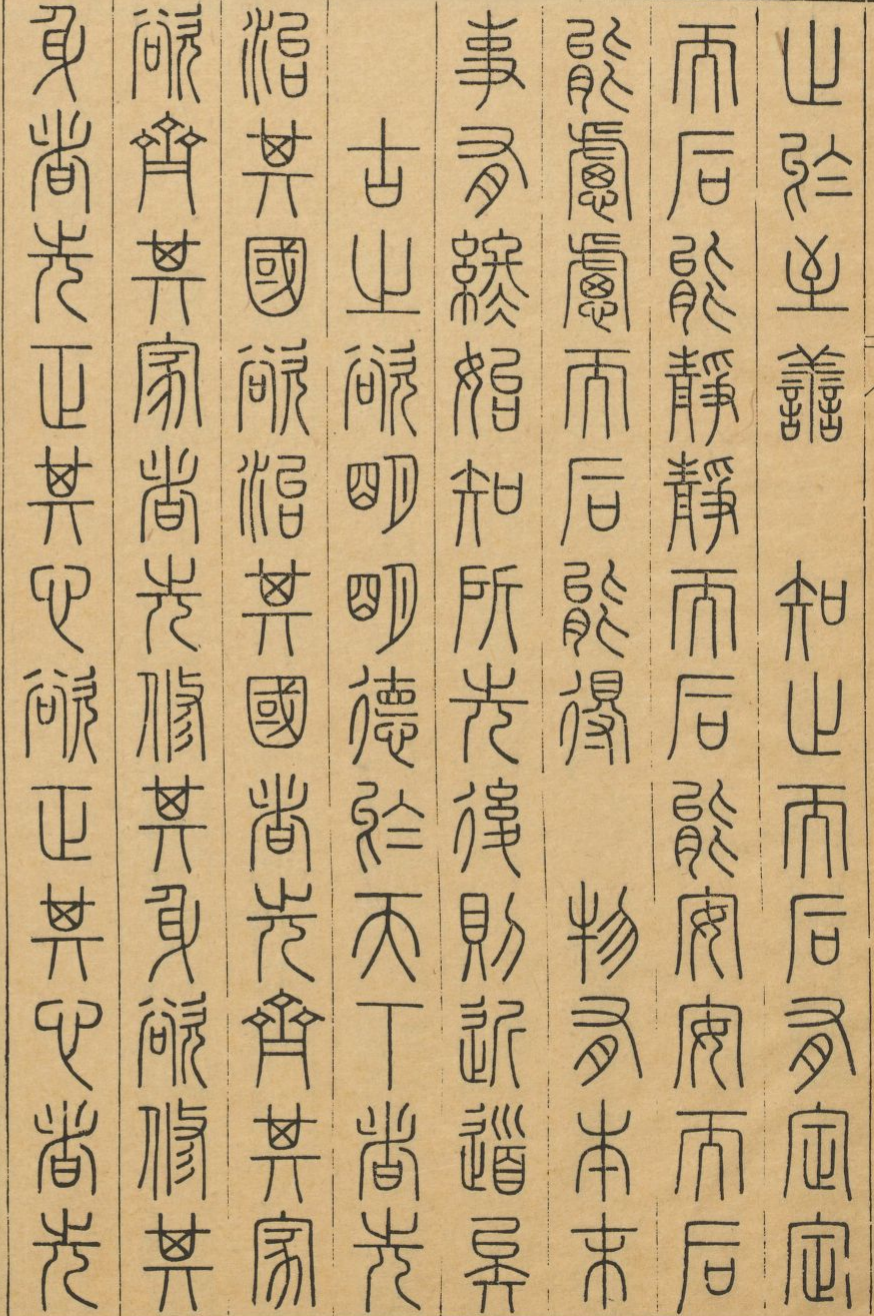 止於至善 知止而后有定定
而后能靜靜而后能安安而后
能慮慮而后能得 物有本末
事有終始知所先後則近道矣
古之欲明明德於天下者先
治其國欲治其國者先齊其家
欲齊其家者先修其身欲修其
身者先正其心欲正其心者先